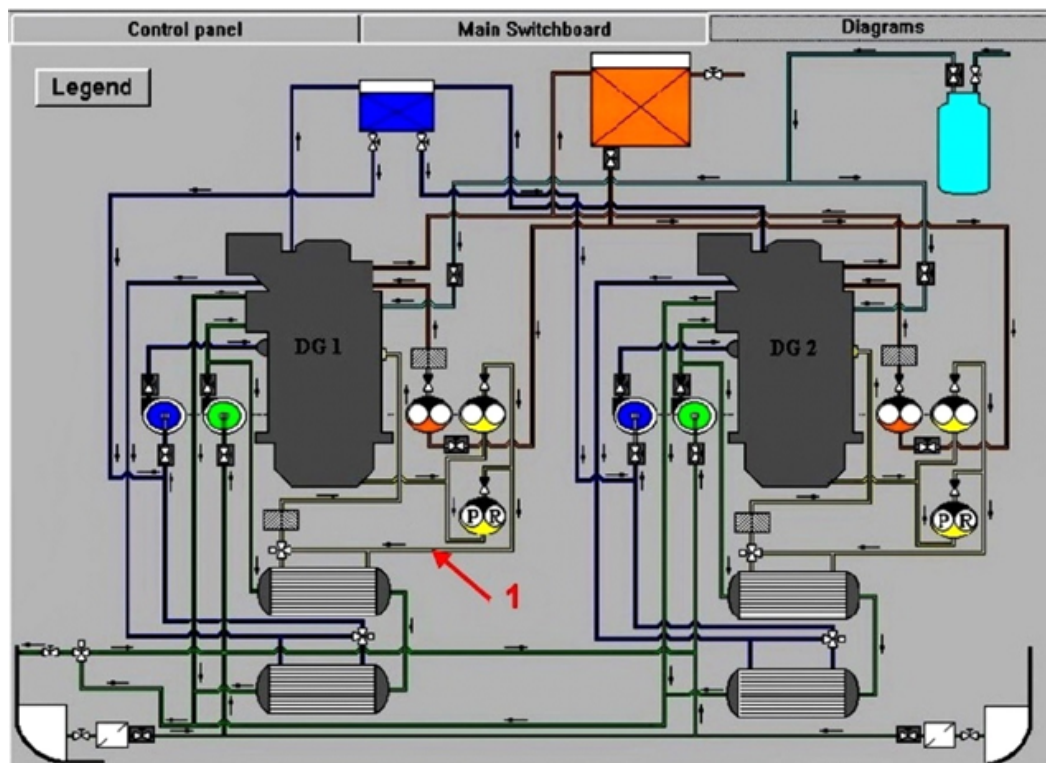 Control panel Main Switchboard Diagrams
Legend
DG 1 DG 2
P R
P R
1